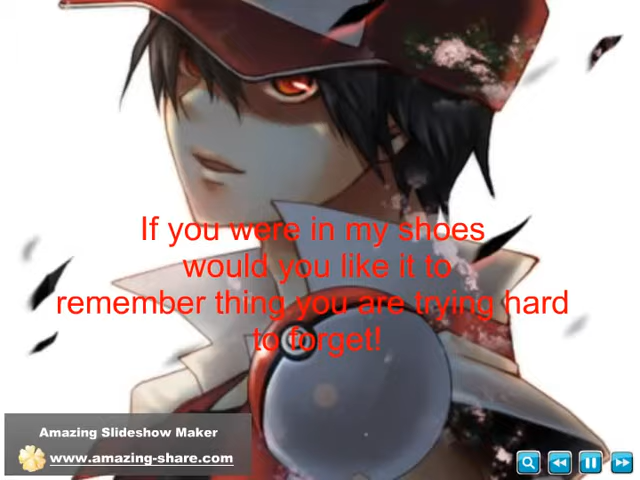 If you were in my shoes
would you like it to
remember thing you are trying hard
to forget!
Amazing Slideshow Maker
www.amazing-share.com